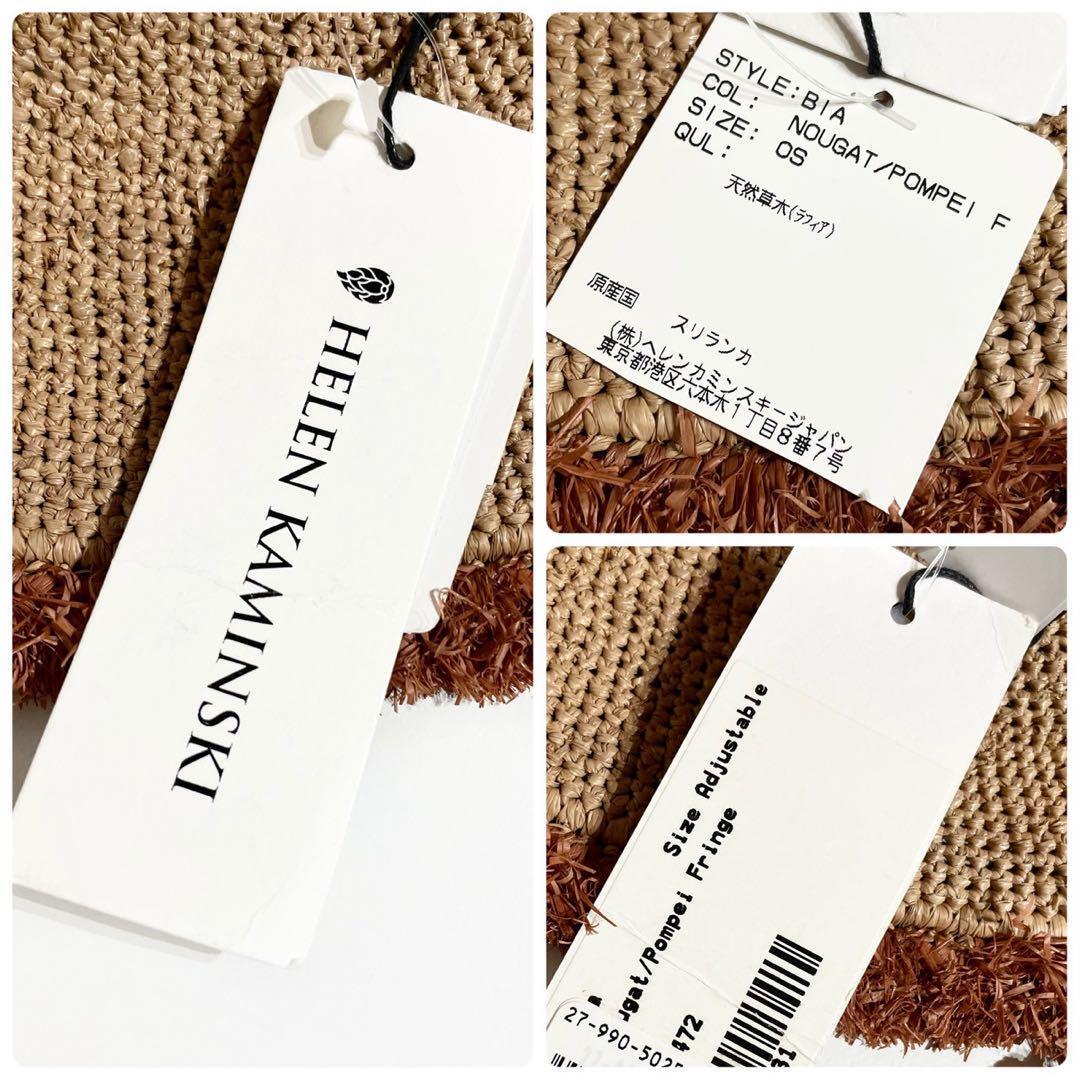 HELEN KAMINSKI
STYLE: BIA
COL: NOUGAT/POMPEI F
SIZE: OS
QUL:
天然草木(ラフィア)
原産国 スリランカ
(株)ヘレンカミンスキージャパン
東京都港区六本木1丁目8番7号
Size Adjustable
ugat/Pompei Fringe
472
31
27-990-502